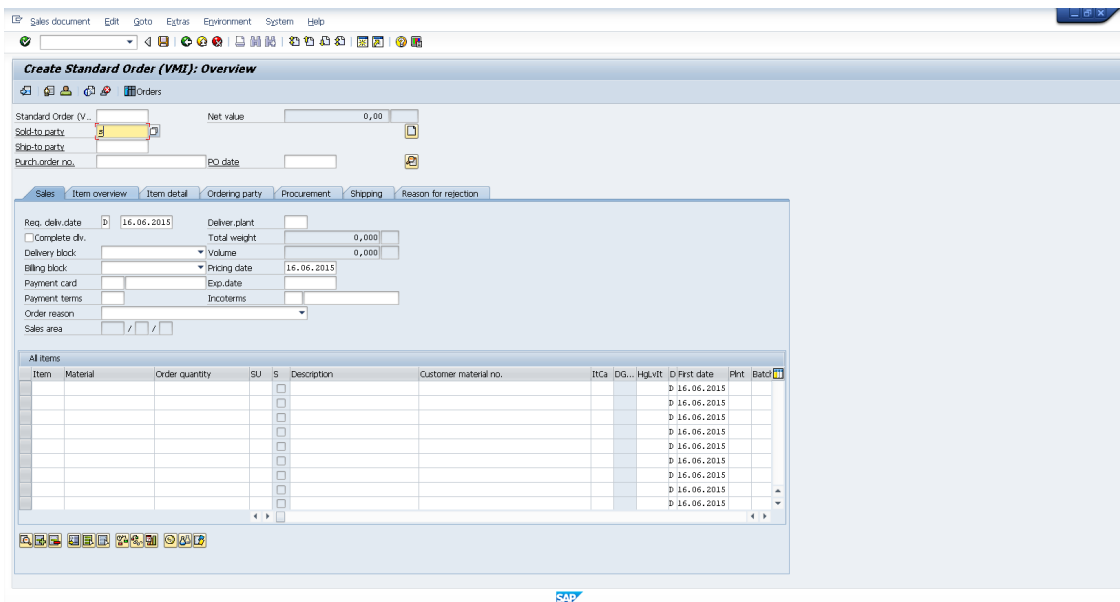 Sales document Edit Goto Extras Environment System Help
Create Standard Order (VMI): Overview
Orders
Standard Order (V... Net value 0,00
Sold-to party s
Ship-to party
Purch.order no. PO date
Sales Item overview Item detail Ordering party Procurement Shipping Reason for rejection
Req. deliv.date D 16.06.2015 Deliver.plant
Complete dlv. Total weight 0,000
Delivery block Volume 0,000
Billing block Pricing date 16.06.2015
Payment card Exp.date
Payment terms Incoterms
Order reason
Sales area / /
All items
Item Material Order quantity SU S Description Customer material no. ItCa DG... HgLvIt D First date Plnt Batch
D 16.06.2015
D 16.06.2015
D 16.06.2015
D 16.06.2015
D 16.06.2015
D 16.06.2015
D 16.06.2015
D 16.06.2015
D 16.06.2015
SAP